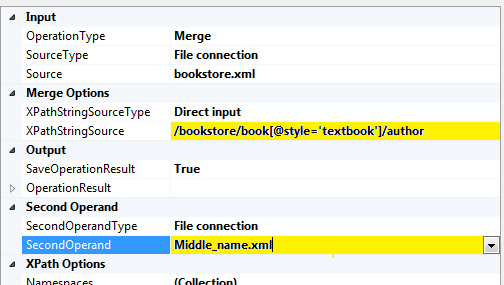 Input
OperationType Merge
SourceType File connection
Source bookstore.xml
Merge Options
XPathStringSourceType Direct input
XPathStringSource /bookstore/book[@style='textbook']/author
Output
SaveOperationResult True
OperationResult
Second Operand
SecondOperandType File connection
SecondOperand Middle_name.xml
XPath Options
Namespaces (Collection)